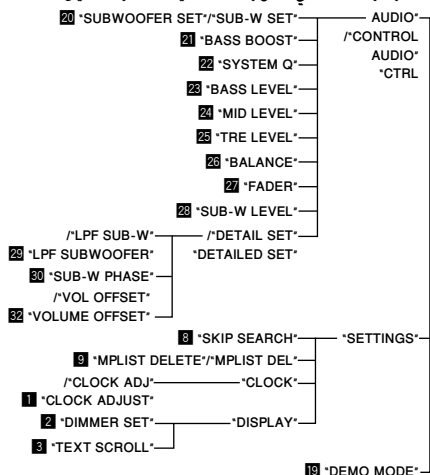 20 "SUBWOOFER SET"/"SUB-W SET" AUDIO"
21 "BASS BOOST" /"CONTROL
22 "SYSTEM Q" AUDIO"
23 "BASS LEVEL" "CTRL
24 "MID LEVEL"
25 "TRE LEVEL"
26 "BALANCE"
27 "FADER"
28 "SUB-W LEVEL"
/"LPF SUB-W" /"DETAIL SET"
29 "LPF SUBWOOFER" "DETAILED SET"
30 "SUB-W PHASE"
/"VOL OFFSET"
32 "VOLUME OFFSET"
8 "SKIP SEARCH" "SETTINGS"
9 "MPLIST DELETE"/"MPLIST DEL"
/"CLOCK ADJ" "CLOCK"
1 "CLOCK ADJUST"
2 "DIMMER SET" "DISPLAY"
3 "TEXT SCROLL"
19 "DEMO MODE"